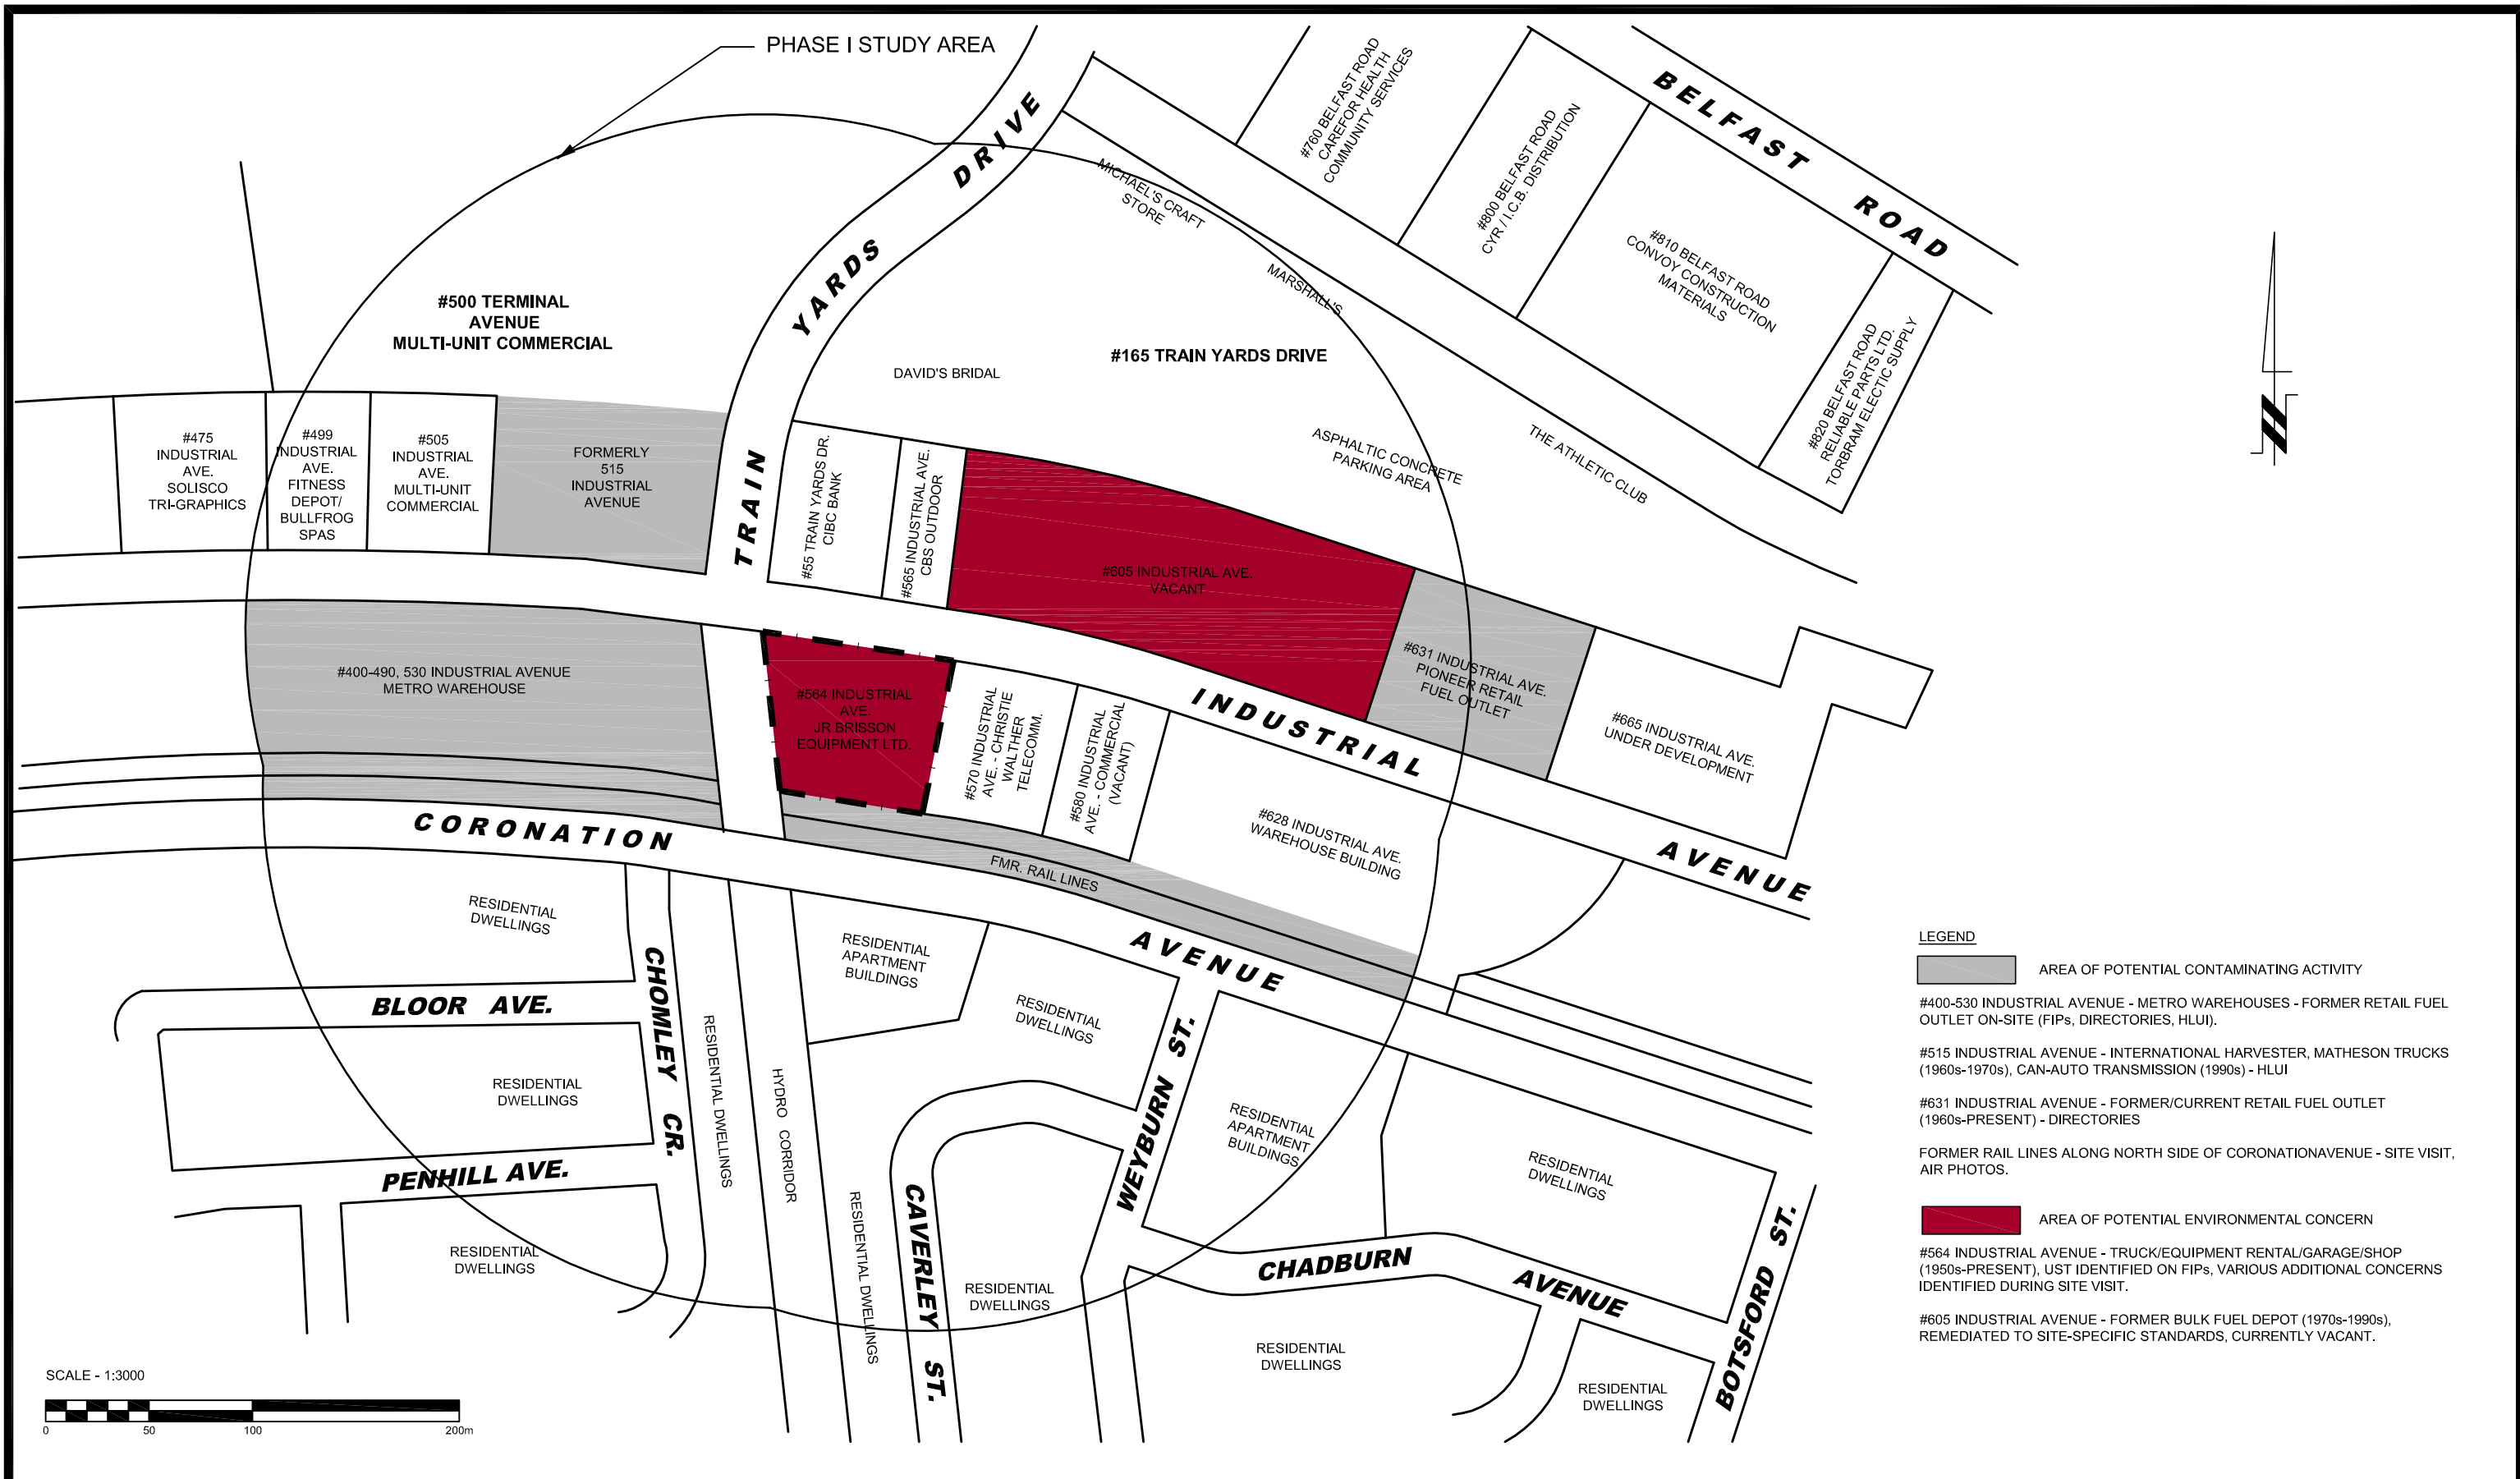 PHASE I STUDY AREA
BELFAST ROAD
#760 BELFAST ROAD
CAREFOR HEALTH
COMMUNITY SERVICES
#800 BELFAST ROAD
CYR / I.C.B. DISTRIBUTION
#810 BELFAST ROAD
CONVOY CONSTRUCTION
MATERIALS
#820 BELFAST ROAD
RELIABLE PARTS LTD.
TORBRAM ELECTIC SUPPLY
TRAIN YARDS DRIVE
MICHAEL'S CRAFT
STORE
MARSHALL'S
#500 TERMINAL
AVENUE
MULTI-UNIT COMMERCIAL
#165 TRAIN YARDS DRIVE
DAVID'S BRIDAL
ASPHALTIC CONCRETE
PARKING AREA
THE ATHLETIC CLUB
#475
INDUSTRIAL
AVE.
SOLISCO
TRI-GRAPHICS
#499
INDUSTRIAL
AVE.
FITNESS
DEPOT/
BULLFROG
SPAS
#505
INDUSTRIAL
AVE.
MULTI-UNIT
COMMERCIAL
FORMERLY
515
INDUSTRIAL
AVENUE
#55 TRAIN YARDS DR.
CIBC BANK
#565 INDUSTRIAL AVE.
CBS OUTDOOR
#605 INDUSTRIAL AVE.
VACANT
#631 INDUSTRIAL AVE.
PIONEER RETAIL
FUEL OUTLET
#665 INDUSTRIAL AVE.
UNDER DEVELOPMENT
#400-490, 530 INDUSTRIAL AVENUE
METRO WAREHOUSE
#564 INDUSTRIAL
AVE.
JR BRISSON
EQUIPMENT LTD.
#570 INDUSTRIAL
AVE. - CHRISTIE
WALTHER
TELECOMM.
#580 INDUSTRIAL
AVE. - COMMERCIAL
(VACANT)
INDUSTRIAL AVENUE
#628 INDUSTRIAL AVE.
WAREHOUSE BUILDING
CORONATION AVENUE
FMR. RAIL LINES
RESIDENTIAL
DWELLINGS
BLOOR AVE.
CHOMLEY CR.
RESIDENTIAL
DWELLINGS
PENHILL AVE.
RESIDENTIAL
DWELLINGS
RESIDENTIAL DWELLINGS
HYDRO CORRIDOR
RESIDENTIAL
APARTMENT
BUILDINGS
RESIDENTIAL
DWELLINGS
RESIDENTIAL DWELLINGS
CAVERLEY ST.
RESIDENTIAL
DWELLINGS
WEYBURN ST.
RESIDENTIAL
APARTMENT
BUILDINGS
RESIDENTIAL
DWELLINGS
CHADBURN AVENUE
RESIDENTIAL
DWELLINGS
RESIDENTIAL
DWELLINGS
BOTSFORD ST.
LEGEND
AREA OF POTENTIAL CONTAMINATING ACTIVITY
#400-530 INDUSTRIAL AVENUE - METRO WAREHOUSES - FORMER RETAIL FUEL
OUTLET ON-SITE (FIPs, DIRECTORIES, HLUI).
#515 INDUSTRIAL AVENUE - INTERNATIONAL HARVESTER, MATHESON TRUCKS
(1960s-1970s), CAN-AUTO TRANSMISSION (1990s) - HLUI
#631 INDUSTRIAL AVENUE - FORMER/CURRENT RETAIL FUEL OUTLET
(1960s-PRESENT) - DIRECTORIES
FORMER RAIL LINES ALONG NORTH SIDE OF CORONATIONAVENUE - SITE VISIT,
AIR PHOTOS.
AREA OF POTENTIAL ENVIRONMENTAL CONCERN
#564 INDUSTRIAL AVENUE - TRUCK/EQUIPMENT RENTAL/GARAGE/SHOP
(1950s-PRESENT), UST IDENTIFIED ON FIPs, VARIOUS ADDITIONAL CONCERNS
IDENTIFIED DURING SITE VISIT.
#605 INDUSTRIAL AVENUE - FORMER BULK FUEL DEPOT (1970s-1990s),
REMEDIATED TO SITE-SPECIFIC STANDARDS, CURRENTLY VACANT.
SCALE - 1:3000
0 50 100 200m